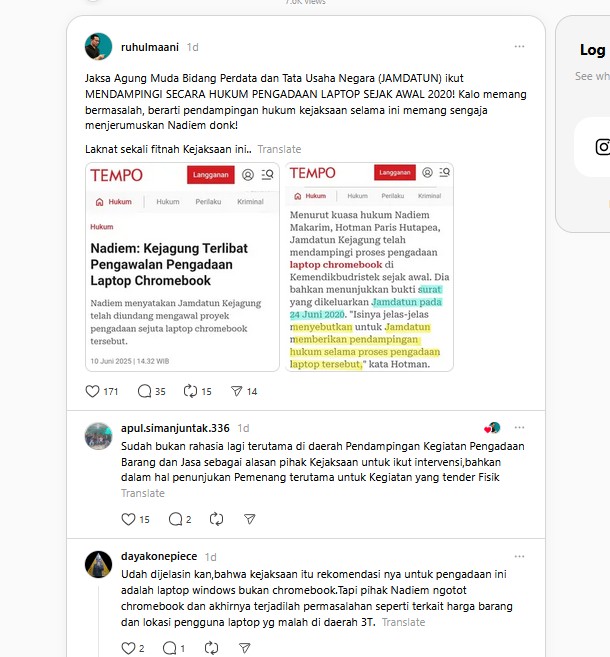 7.0K views
ruhulmaani 1d
Log
See wh
Jaksa Agung Muda Bidang Perdata dan Tata Usaha Negara (JAMDATUN) ikut
MENDAMPINGI SECARA HUKUM PENGADAAN LAPTOP SEJAK AWAL 2020! Kalo memang
bermasalah, berarti pendampingan hukum kejaksaan selama ini memang sengaja
menjerumuskan Nadiem donk!
Laknat sekali fitnah Kejaksaan ini.. Translate
TEMPO Langganan
Hukum Hukum Perilaku Kriminal
Hukum
Nadiem: Kejagung Terlibat
Pengawalan Pengadaan
Laptop Chromebook
Nadiem menyatakan Jamdatun Kejagung
telah diundang mengawal proyek
pengadaan sejuta laptop chromebook
tersebut.
10 Juni 2025 | 14.32 WIB
TEMPO Langganan
Hukum Hukum Perilaku Kriminal
Menurut kuasa hukum Nadiem
Makarim, Hotman Paris Hutapea,
Jamdatun Kejagung telah
mendampingi proses pengadaan
laptop chromebook di
Kemendikbudristek sejak awal. Dia
bahkan menunjukkan bukti surat
yang dikeluarkan Jamdatun pada
24 Juni 2020. "Isinya jelas-jelas
menyebutkan untuk Jamdatun
memberikan pendampingan
hukum selama proses pengadaan
laptop tersebut," kata Hotman.
171 35 15 14
apul.simanjuntak.336 1d
Sudah bukan rahasia lagi terutama di daerah Pendampingan Kegiatan Pengadaan
Barang dan Jasa sebagai alasan pihak Kejaksaan untuk ikut intervensi,bahkan
dalam hal penunjukan Pemenang terutama untuk Kegiatan yang tender Fisik
Translate
15 2
dayakonepiece 1d
Udah dijelasin kan,bahwa kejaksaan itu rekomendasi nya untuk pengadaan ini
adalah laptop windows bukan chromebook.Tapi pihak Nadiem ngotot
chromebook dan akhirnya terjadilah permasalahan seperti terkait harga barang
dan lokasi pengguna laptop yg malah di daerah 3T. Translate
2 1